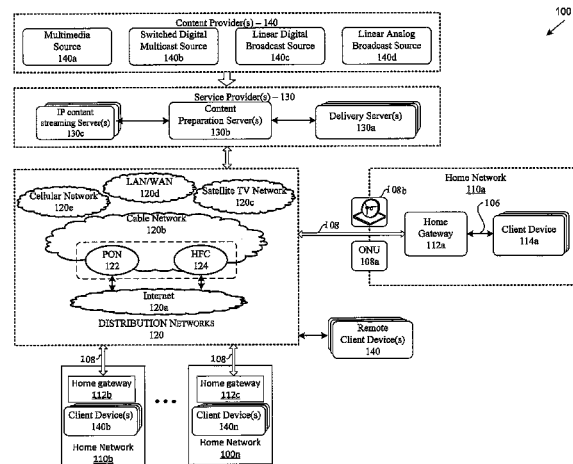 100
Content Provider(s) – 140
Multimedia Source 140a
Switched Digital Multicast Source 140b
Linear Digital Broadcast Source 140c
Linear Analog Broadcast Source 140d
Service Provider(s) - 130
IP content streaming Server(s) 130c
Content Preparation Server(s) 130b
Delivery Server(s) 130a
LAN/WAN 120d
Cellular Network 120e
Satellite TV Network 120c
Cable Network 120b
PON 122
HFC 124
Internet 120a
DISTRIBUTION NETWORKS 120
108
108b
ONU 108a
Home Network 110a
106
Home Gateway 112a
Client Device 114a
Remote Client Device(s) 140
108
108
Home gateway 112b
Client Device(s) 140b
Home Network 110b
Home gateway 112c
Client Device(s) 140n
Home Network 100n